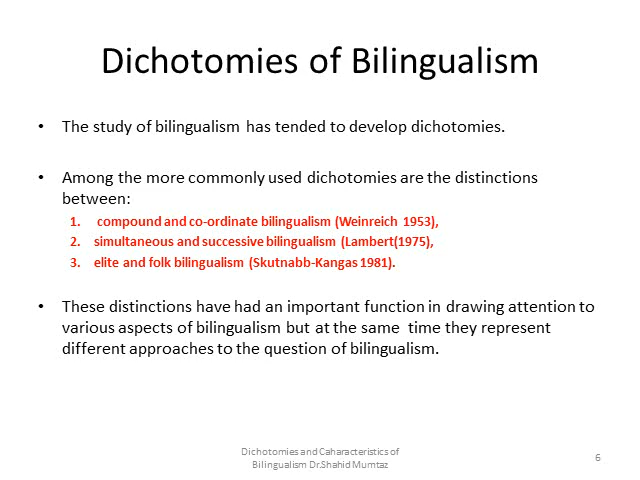 Dichotomies of Bilingualism
• The study of bilingualism has tended to develop dichotomies.
• Among the more commonly used dichotomies are the distinctions
between:
1. compound and co-ordinate bilingualism (Weinreich 1953),
2. simultaneous and successive bilingualism (Lambert(1975),
3. elite and folk bilingualism (Skutnabb-Kangas 1981).
• These distinctions have had an important function in drawing attention to
various aspects of bilingualism but at the same time they represent
different approaches to the question of bilingualism.
Dichotomies and Caharacteristics of
Bilingualism Dr.Shahid Mumtaz
6